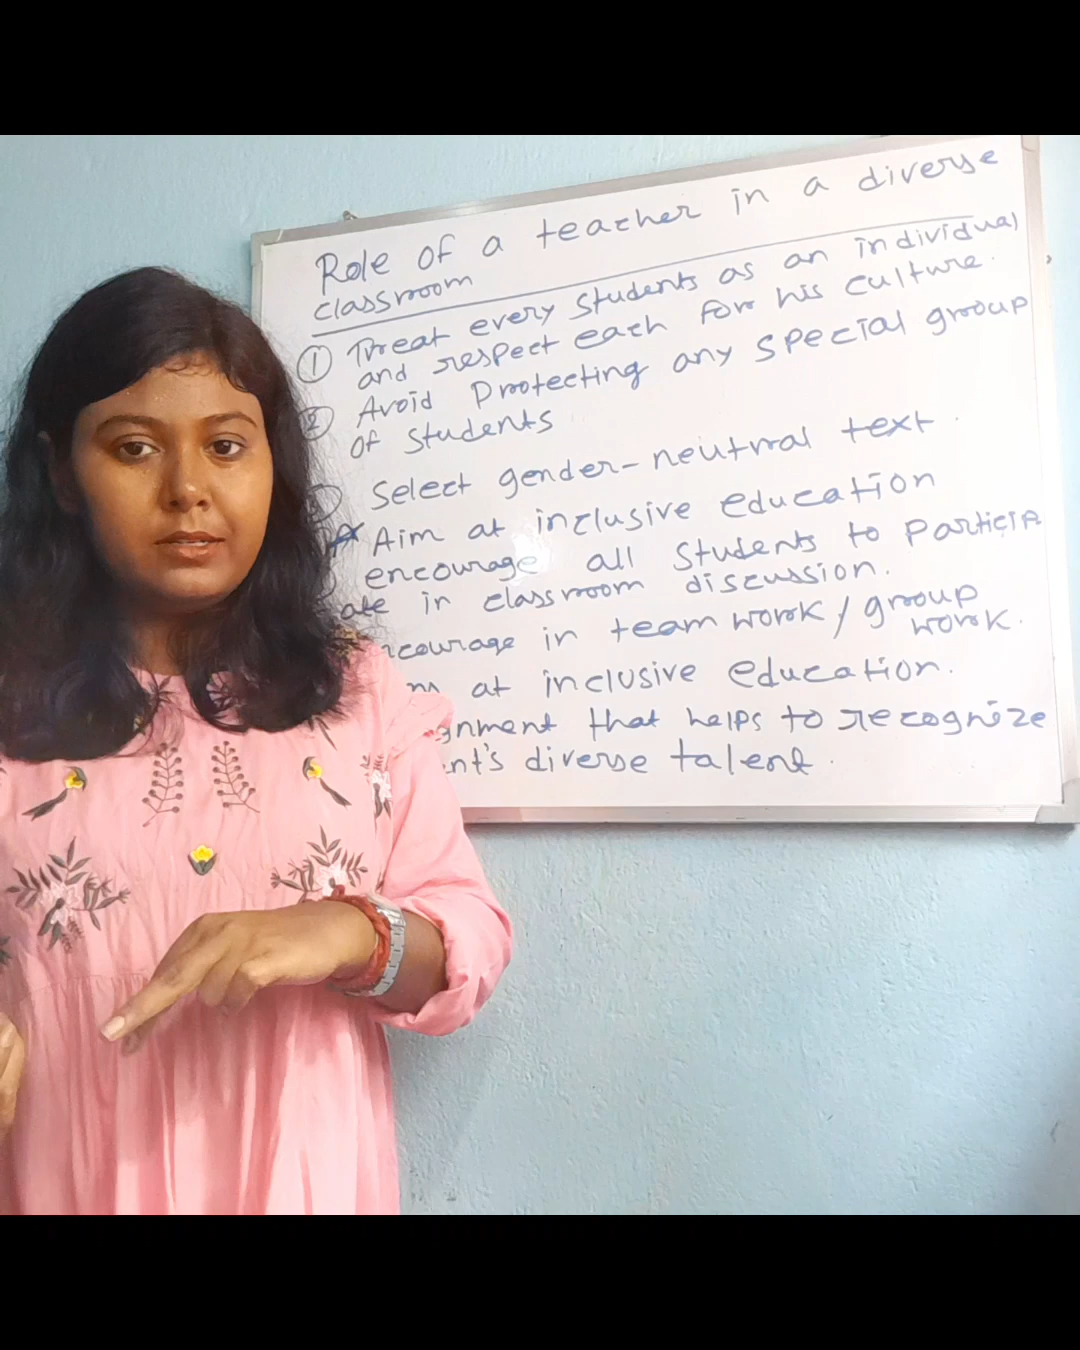 Role of a teacher in a diverse
classroom
① Treat every students as an individual
and respect each for his culture.
② Avoid Protecting any special group
of students
Select gender-neutral text.
Aim at inclusive education
encourage all students to particip
ate in classroom discussion.
courage in team work/group
work.
at inclusive education.
gnment that helps to recognize
nt's diverse talent.